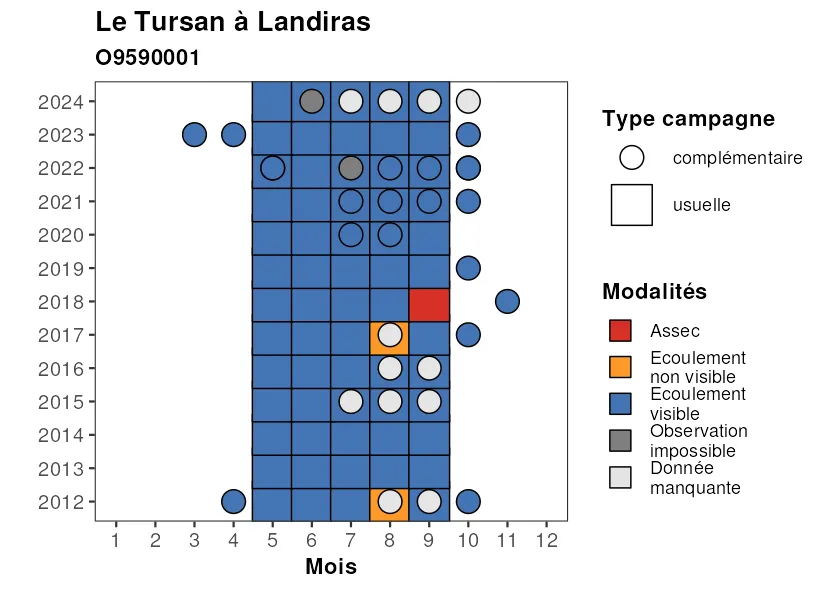 Le Tursan à Landiras
O9590001
2024
2023
2022
2021
2020
2019
2018
2017
2016
2015
2014
2013
2012
1 2 3 4 5 6 7 8 9 10 11 12
Mois
Type campagne
complémentaire
usuelle
Modalités
Assec
Ecoulement
non visible
Ecoulement
visible
Observation
impossible
Donnée
manquante